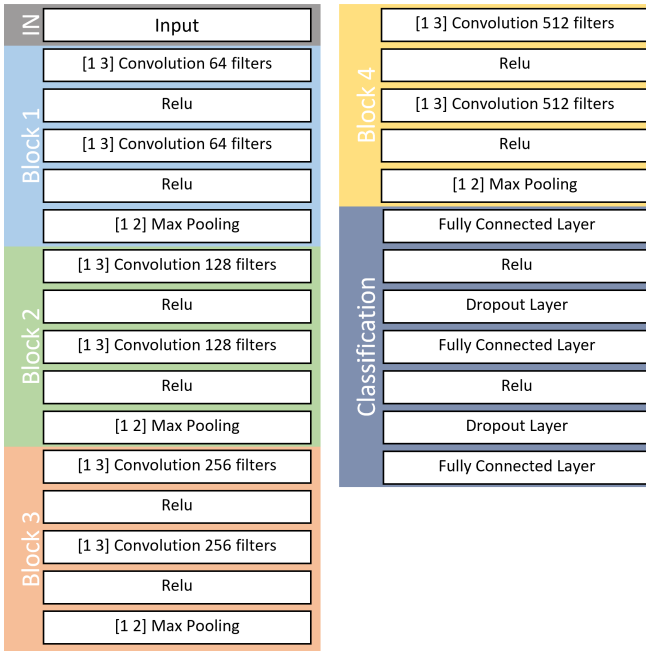 IN
Input
Block 1
[1 3] Convolution 64 filters
Relu
[1 3] Convolution 64 filters
Relu
[1 2] Max Pooling
Block 2
[1 3] Convolution 128 filters
Relu
[1 3] Convolution 128 filters
Relu
[1 2] Max Pooling
Block 3
[1 3] Convolution 256 filters
Relu
[1 3] Convolution 256 filters
Relu
[1 2] Max Pooling
Block 4
[1 3] Convolution 512 filters
Relu
[1 3] Convolution 512 filters
Relu
[1 2] Max Pooling
Classification
Fully Connected Layer
Relu
Dropout Layer
Fully Connected Layer
Relu
Dropout Layer
Fully Connected Layer